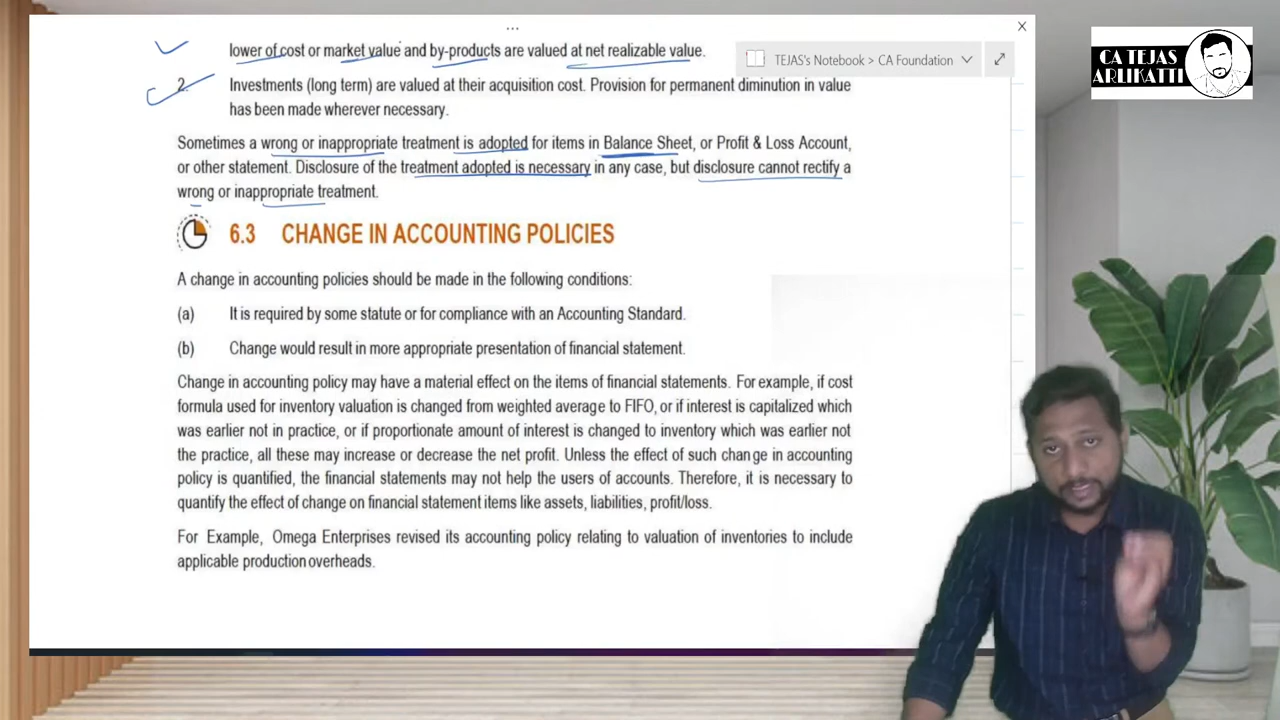 ...
X
lower of cost or market value and by-products are valued at net realizable value.
TEJAS's Notebook > CA Foundation
CA TEJAS
ARLIKATTI
2. Investments (long term) are valued at their acquisition cost. Provision for permanent diminution in value
has been made wherever necessary.
Sometimes a wrong or inappropriate treatment is adopted for items in Balance Sheet, or Profit & Loss Account,
or other statement. Disclosure of the treatment adopted is necessary in any case, but disclosure cannot rectify a
wrong or inappropriate treatment.
6.3 CHANGE IN ACCOUNTING POLICIES
A change in accounting policies should be made in the following conditions:
(a) It is required by some statute or for compliance with an Accounting Standard.
(b) Change would result in more appropriate presentation of financial statement.
Change in accounting policy may have a material effect on the items of financial statements. For example, if cost
formula used for inventory valuation is changed from weighted average to FIFO, or if interest is capitalized which
was earlier not in practice, or if proportionate amount of interest is changed to inventory which was earlier not
the practice, all these may increase or decrease the net profit. Unless the effect of such change in accounting
policy is quantified, the financial statements may not help the users of accounts. Therefore, it is necessary to
quantify the effect of change on financial statement items like assets, liabilities, profit/loss.
For Example, Omega Enterprises revised its accounting policy relating to valuation of inventories to include
applicable production overheads.